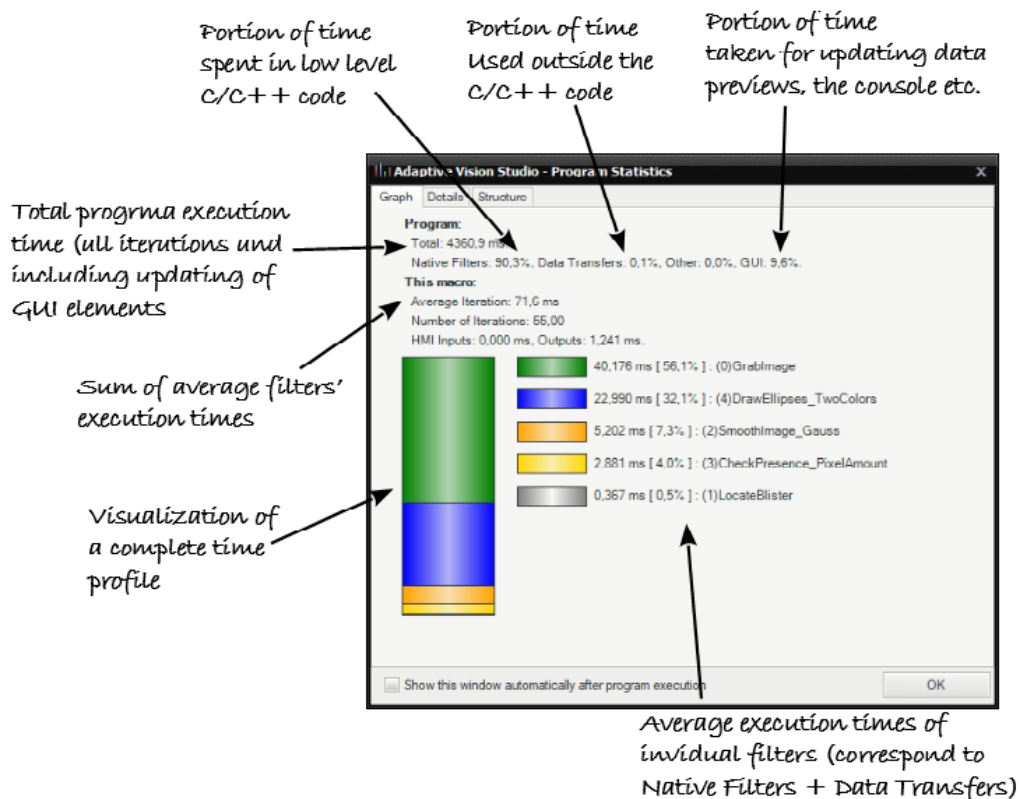 Portion of time
spent in low level
C/C++ code
Portion of time
Used outside the
C/C++ code
Portion of time
taken for updating data
previews, the console etc.
Total progrma execution
time (all iterutions und
including updating of
GUI elements
Sum of average filters'
execution times
Visualization of
a complete time
profile
Adaptive Vision Studio - Program Statistics
X
Graph Details Structure
Program:
Total: 4360,9 ms
Native Filters: 90,3%, Data Transfers: 0,1%, Other: 0,0%, GUI: 9,6%.
This macro:
Average Iteration: 71,6 ms
Number of Iterations: 55,00
HMI Inputs: 0,000 ms, Outputs: 1,241 ms.
40,176 ms [ 56,1% ] : (0)GrabImage
22,990 ms [ 32,1% ] : (4)DrawEllipses_TwoColors
5,202 ms [ 7,3% ] : (2)SmoothImage_Gauss
2,881 ms [ 4,0% ] : (3)CheckPresence_PixelAmount
0,367 ms [ 0,5% ] : (1)LocateBlister
Show this window automatically after program execution
OK
Average execution times of
invidual filters (correspond to
Native Filters + Data Transfers)